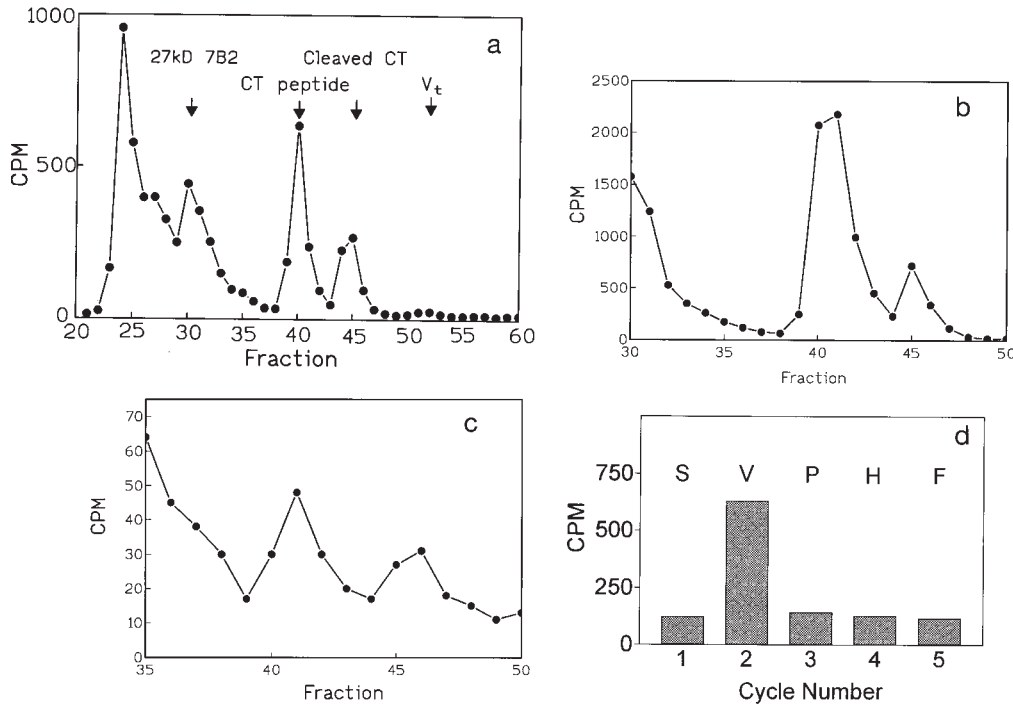 a
1000
500
0
CPM
27kD 7B2
Cleaved CT
CT peptide
Vt
20 25 30 35 40 45 50 55 60
Fraction
b
2500
2000
1500
1000
500
0
CPM
30 35 40 45 50
Fraction
c
70
60
50
40
30
20
10
0
CPM
35 40 45 50
Fraction
d
750
500
250
0
CPM
S V P H F
1 2 3 4 5
Cycle Number